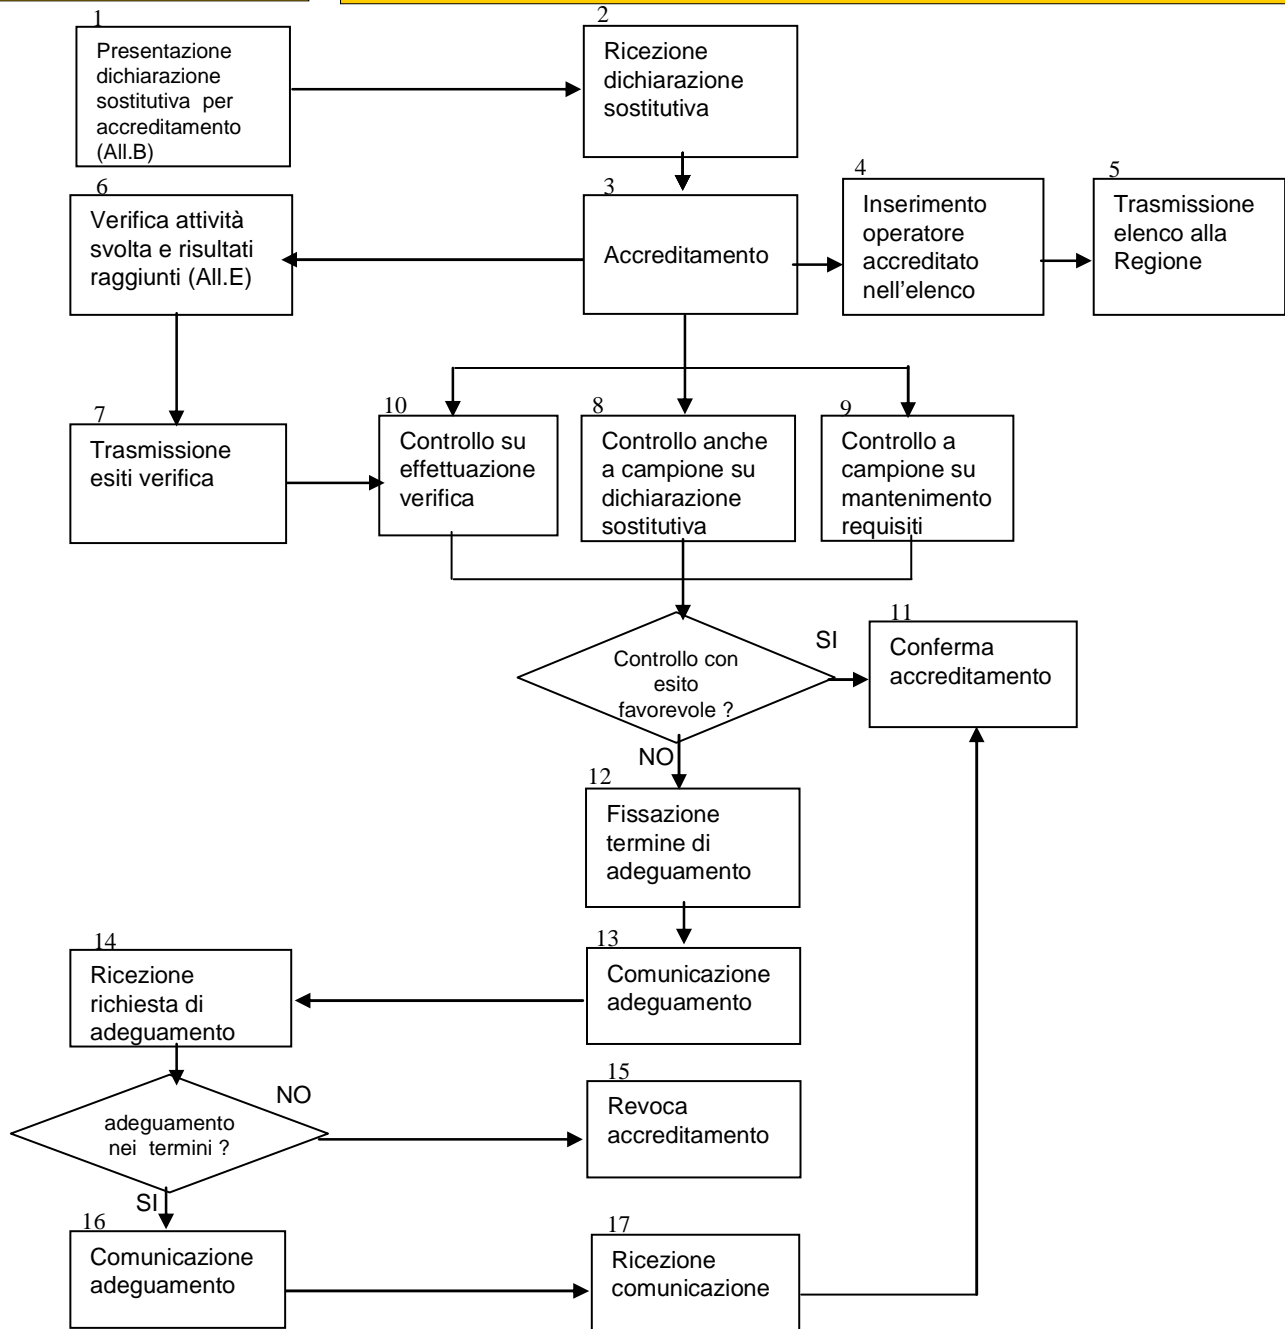 1
Presentazione
dichiarazione
sostitutiva per
accreditamento
(All.B)
2
Ricezione
dichiarazione
sostitutiva
6
Verifica attività
svolta e risultati
raggiunti (All.E)
3
Accreditamento
4
Inserimento
operatore
accreditato
nell'elenco
5
Trasmissione
elenco alla
Regione
7
Trasmissione
esiti verifica
10
Controllo su
effettuazione
verifica
8
Controllo anche
a campione su
dichiarazione
sostitutiva
9
Controllo a
campione su
mantenimento
requisiti
Controllo con
esito
favorevole ?
SI
11
Conferma
accreditamento
NO
12
Fissazione
termine di
adeguamento
14
Ricezione
richiesta di
adeguamento
13
Comunicazione
adeguamento
adeguamento
nei termini ?
NO
15
Revoca
accreditamento
SI
16
Comunicazione
adeguamento
17
Ricezione
comunicazione